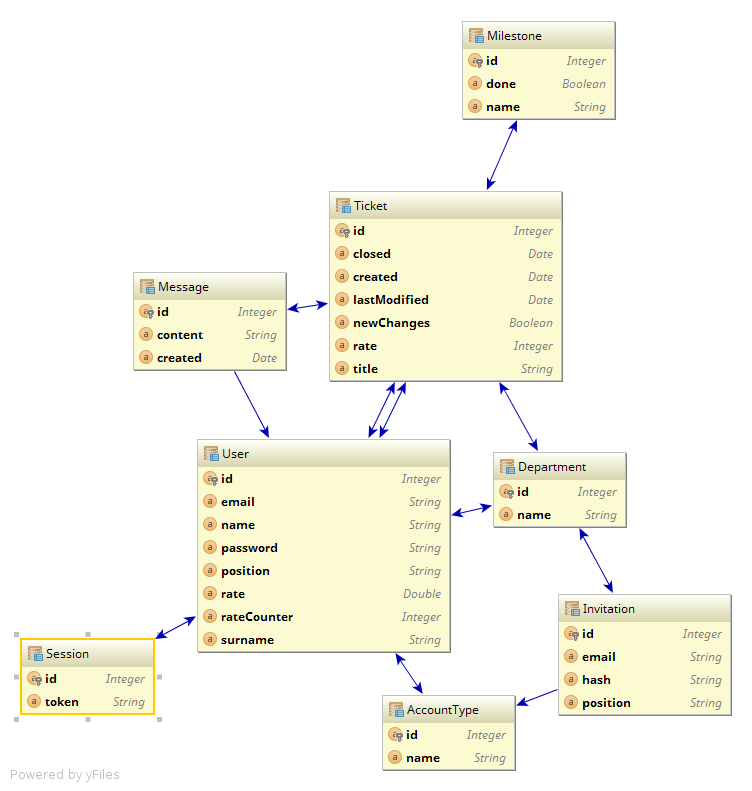 Milestone
id Integer
done Boolean
name String
Ticket
id Integer
closed Date
created Date
lastModified Date
newChanges Boolean
rate Integer
title String
Message
id Integer
content String
created Date
User
id Integer
email String
name String
password String
position String
rate Double
rateCounter Integer
surname String
Department
id Integer
name String
Invitation
id Integer
email String
hash String
position String
Session
id Integer
token String
AccountType
id Integer
name String
Powered by yFiles